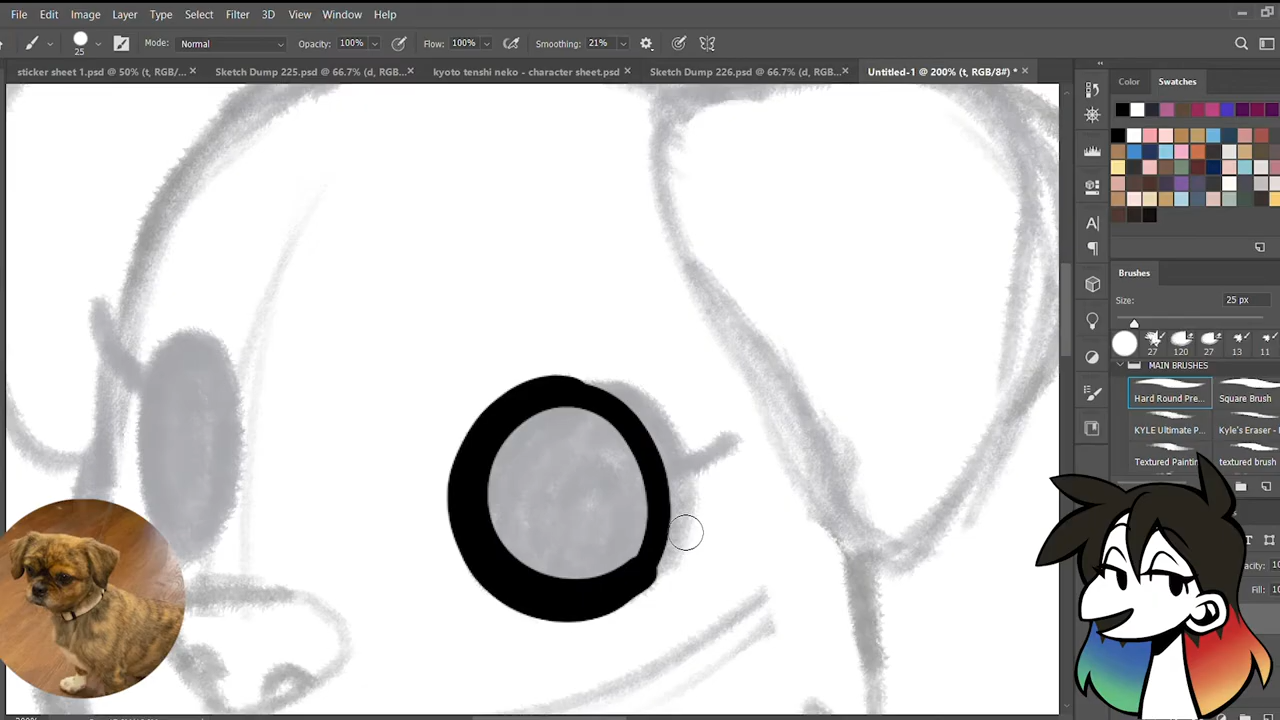 File Edit Image Layer Type Select Filter 3D View Window Help
25 Mode: Normal Opacity: 100% Flow: 100% Smoothing: 21%
sticker sheet 1.psd @ 50% (t, RGB/... × Sketch Dump 225.psd @ 66.7% (d, RGB... × kyoto tenshi neko - character sheet.psd × Sketch Dump 226.psd @ 66.7% (d, RGB... × Untitled-1 @ 200% (t, RGB/8#) * ×
Color Swatches
Brushes
Size: 25 px
27 120 27 13 11
MAIN BRUSHES
Hard Round Pre... Square Brush
KYLE Ultimate P... Kyle's Eraser -
Textured Paintin textured brush
Fill: